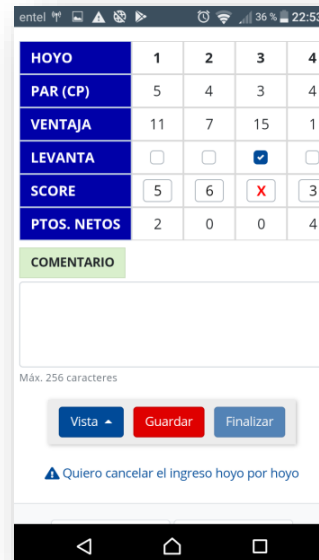 entel 36 % 22:53
HOYO 1 2 3 4
PAR (CP) 5 4 3 4
VENTAJA 11 7 15 1
LEVANTA
SCORE 5 6 X 3
PTOS. NETOS 2 0 0 4
COMENTARIO
Máx. 256 caracteres
Vista Guardar Finalizar
Quiero cancelar el ingreso hoyo por hoyo